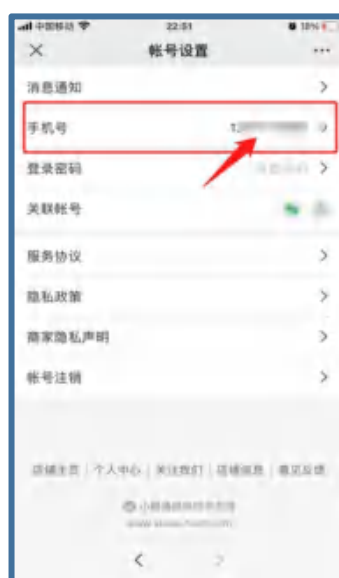 中国移动 22:51
帐号设置
消息通知
手机号 1
登录密码
关联帐号
服务协议
隐私政策
商家隐私声明
帐号注销
店铺主页 | 个人中心 | 关注我们 | 店铺信息 | 意见反馈